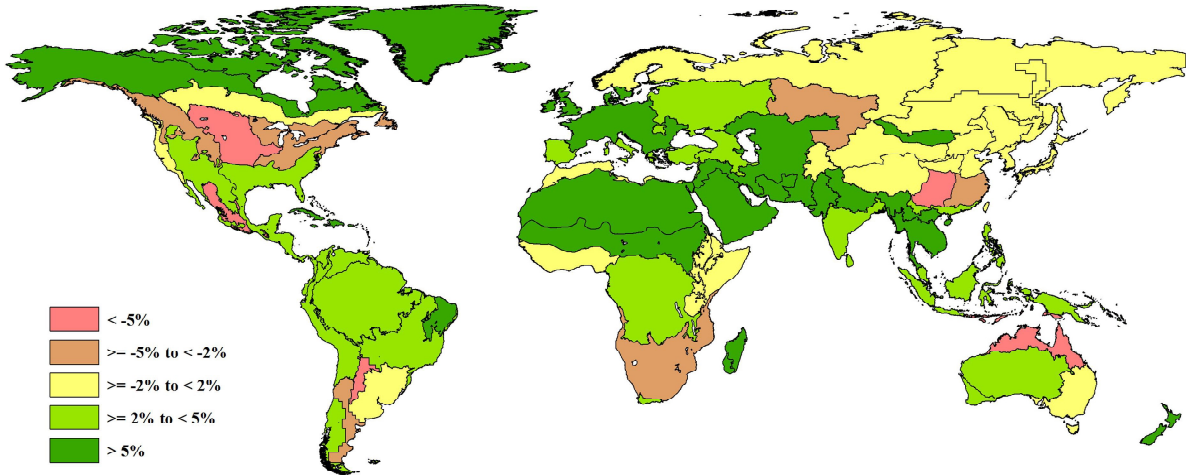 < -5%
>= -5% to < -2%
>= -2% to < 2%
>= 2% to < 5%
> 5%